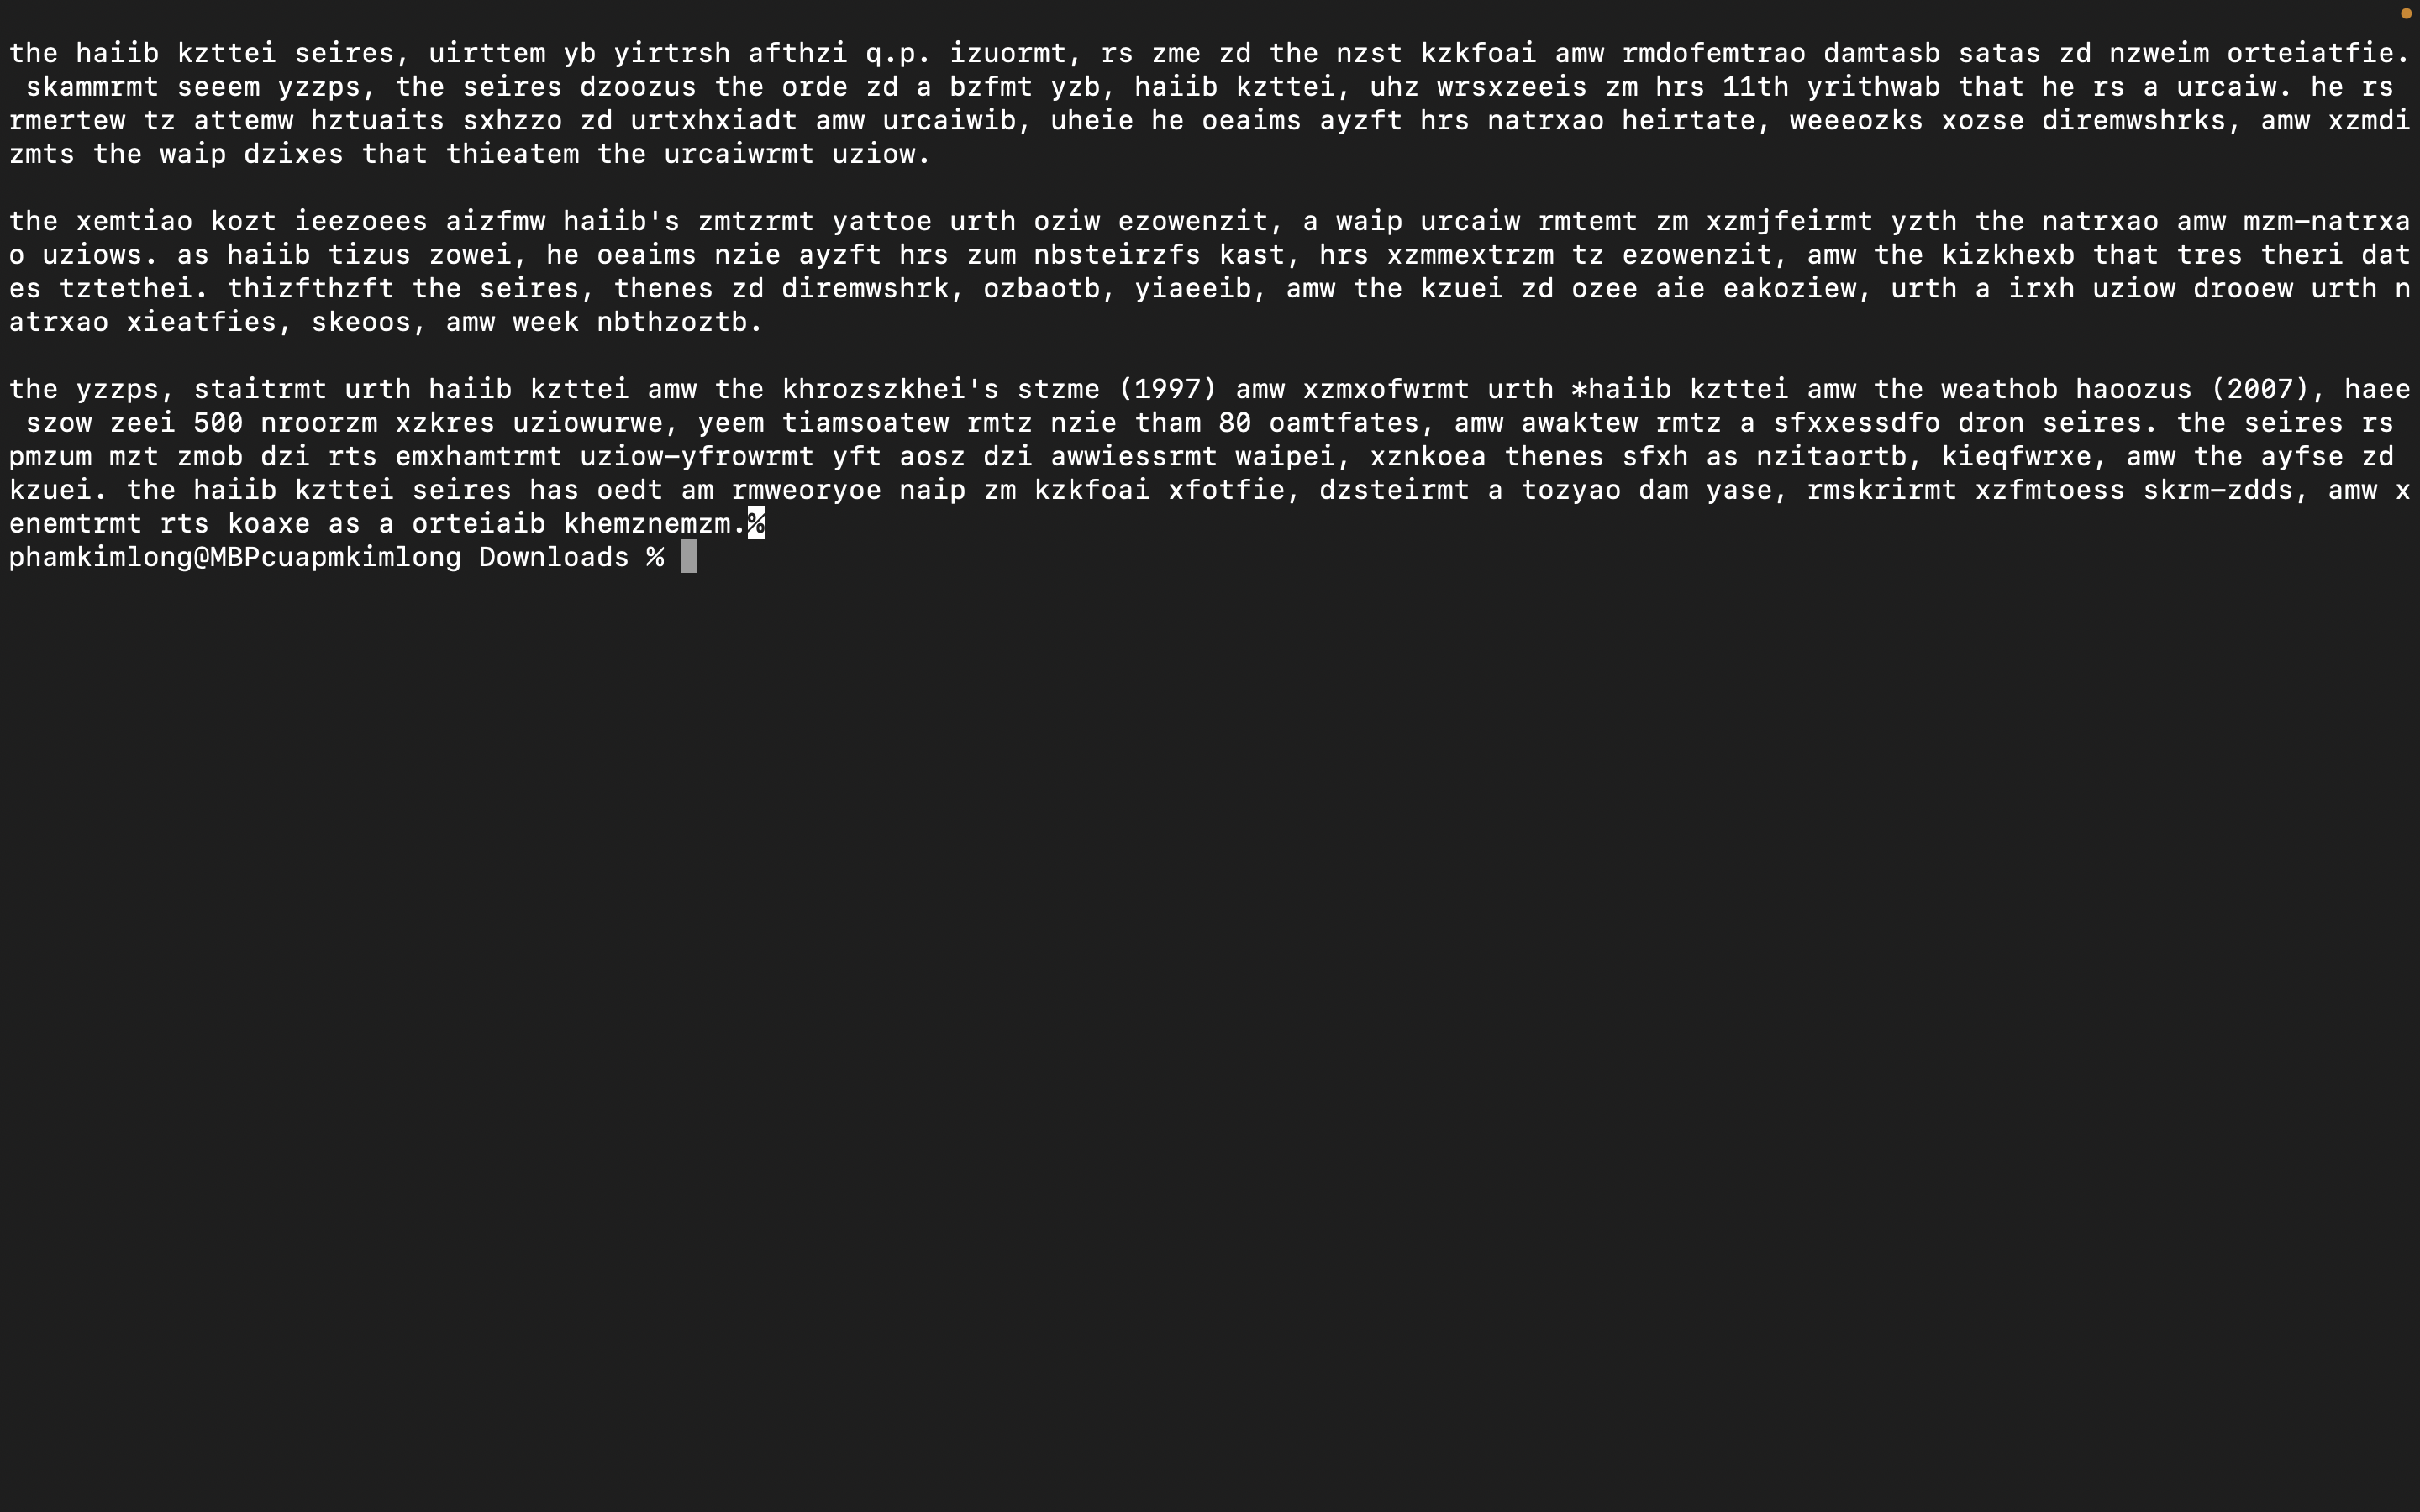 the haiib kzttei seires, uirttem yb yirtrsh afthzi q.p. izuormt, rs zme zd the nzst kzkfoai amw rmdofemtrao damtasb satas zd nzweim orteiatfie.
skammrmt seeem yzzps, the seires dzoozus the orde zd a bzfmt yzb, haiib kzttei, uhz wrsxzeeis zm hrs 11th yrithwab that he rs a urcaiw. he rs
rmertew tz attemw hztuaits sxhzzo zd urtxhxiadt amw urcaiwib, uheie he oeaims ayzft hrs natrxao heirtate, weeeozks xozse diremwshrks, amw xzmdi
zmts the waip dzixes that thieatem the urcaiwrmt uziow.

the xemtiao kozt ieezoees aizfmw haiib's zmtzrmt yattoe urth oziw ezowenzit, a waip urcaiw rmtemt zm xzmjfeirmt yzth the natrxao amw mzm-natrxa
o uziows. as haiib tizus zowei, he oeaims nzie ayzft hrs zum nbsteirzfs kast, hrs xzmmextrzm tz ezowenzit, amw the kizkhexb that tres theri dat
es tztethei. thizfthzft the seires, thenes zd diremwshrk, ozbaotb, yiaeeib, amw the kzuei zd ozee aie eakoziew, urth a irxh uziow drooew urth n
atrxao xieatfies, skeoos, amw week nbthzoztb.

the yzzps, staitrmt urth haiib kzttei amw the khrozszkhei's stzme (1997) amw xzmxofwrmt urth *haiib kzttei amw the weathob haoozus (2007), haee
szow zeei 500 nroorzm xzkres uziowurwe, yeem tiamsoatew rmtz nzie tham 80 oamtfates, amw awaktew rmtz a sfxxessdfo dron seires. the seires rs
pmzum mzt zmob dzi rts emxhamtrmt uziow-yfrowrmt yft aosz dzi awwiessrmt waipei, xznkoea thenes sfxh as nzitaortb, kieqfwrxe, amw the ayfse zd
kzuei. the haiib kzttei seires has oedt am rmweoryoe naip zm kzkfoai xfotfie, dzsteirmt a tozyao dam yase, rmskrirmt xzfmtoess skrm-zdds, amw x
enemtrmt rts koaxe as a orteiaib khemznemzm.%
phamkimlong@MBPcuapmkimlong Downloads %